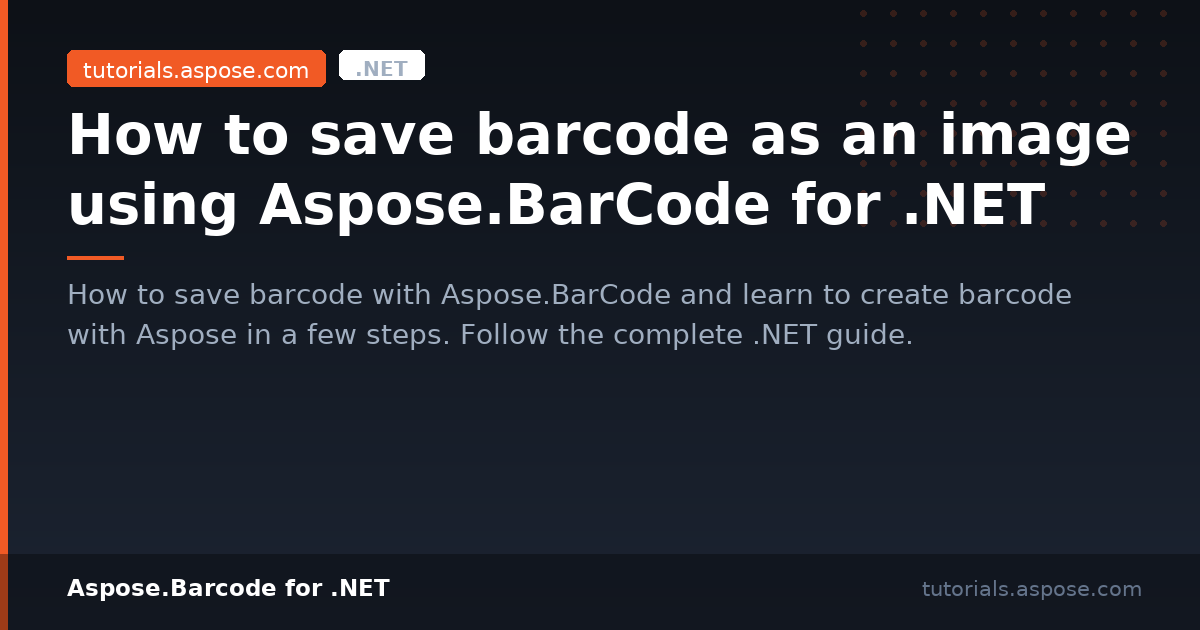 tutorials.aspose.com
.NET
How to save barcode as an image
using Aspose.BarCode for .NET
How to save barcode with Aspose.BarCode and learn to create barcode
with Aspose in a few steps. Follow the complete .NET guide.
Aspose.Barcode for .NET
tutorials.aspose.com